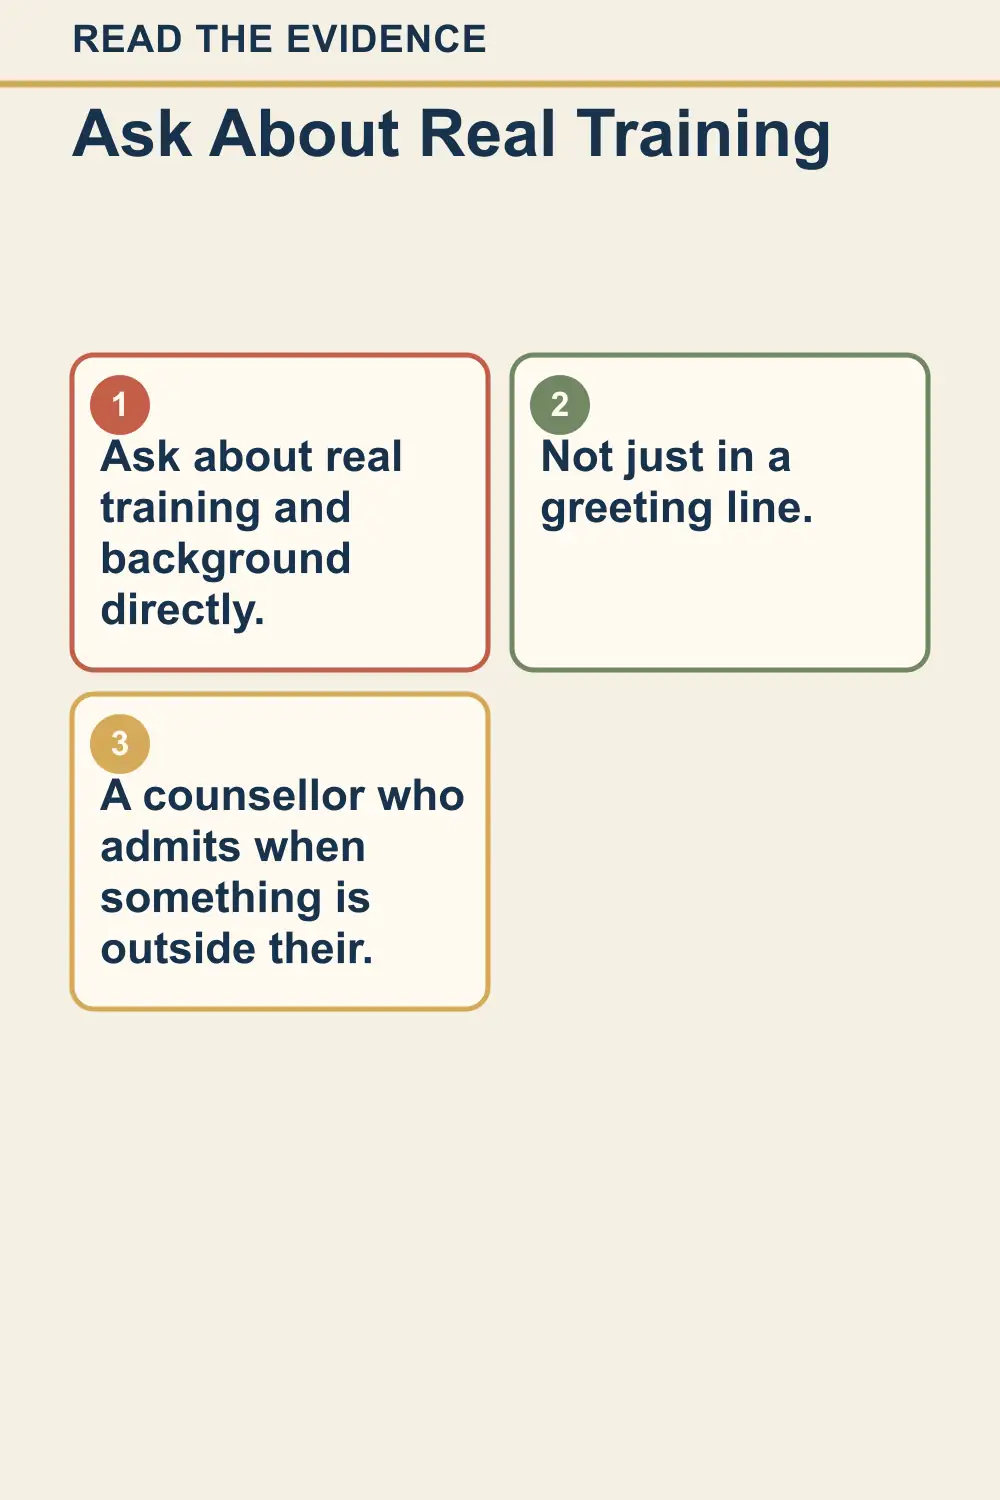 READ THE EVIDENCE
Ask About Real Training
1
Ask about real
training and
background
directly.
2
Not just in a
greeting line.
3
A counsellor who
admits when
something is
outside their.